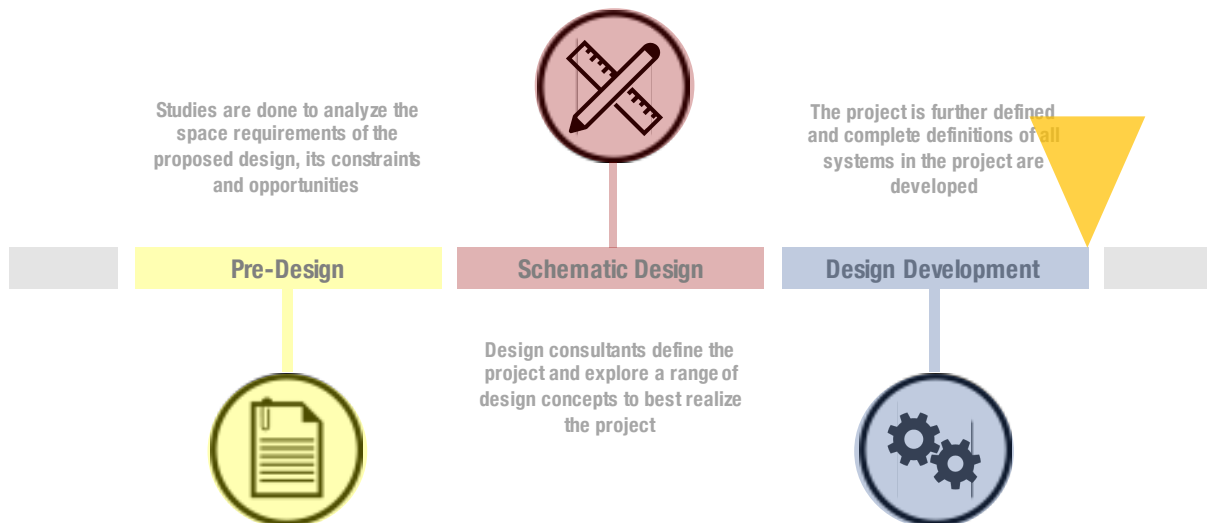 Studies are done to analyze the
space requirements of the
proposed design, its constraints
and opportunities
The project is further defined
and complete definitions of all
systems in the project are
developed
Pre-Design
Schematic Design
Design Development
Design consultants define the
project and explore a range of
design concepts to best realize
the project